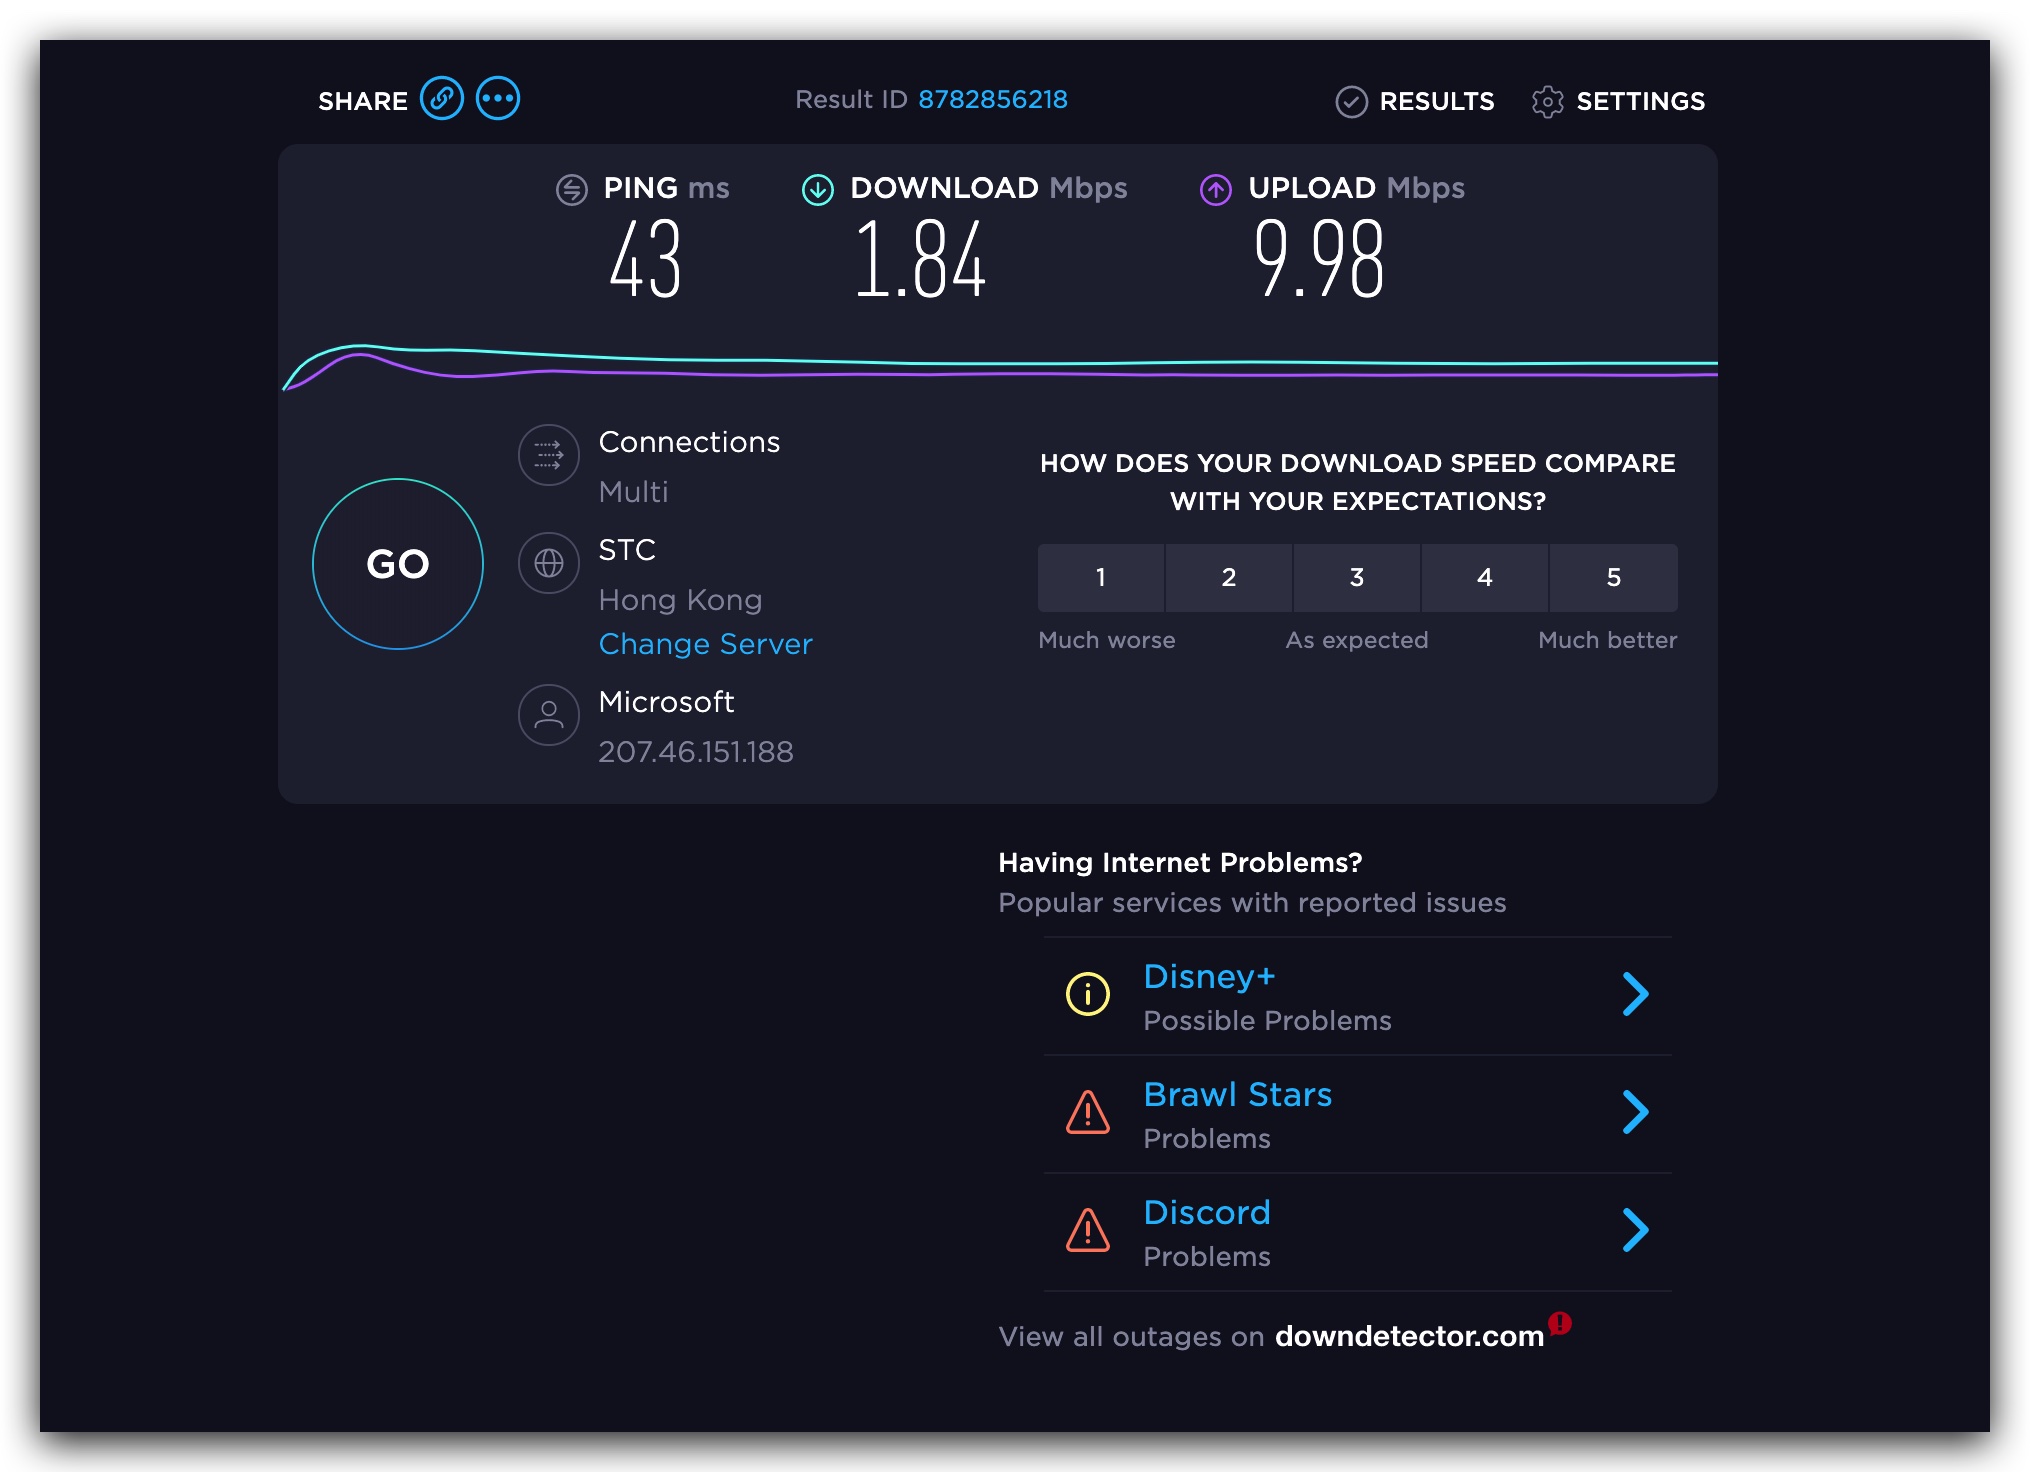 SHARE
Result ID 8782856218
RESULTS
SETTINGS
PING ms
43
DOWNLOAD Mbps
1.84
UPLOAD Mbps
9.98
GO
Connections
Multi
STC
Hong Kong
Change Server
Microsoft
207.46.151.188
HOW DOES YOUR DOWNLOAD SPEED COMPARE
WITH YOUR EXPECTATIONS?
1 2 3 4 5
Much worse As expected Much better
Having Internet Problems?
Popular services with reported issues
Disney+
Possible Problems
Brawl Stars
Problems
Discord
Problems
View all outages on downdetector.com